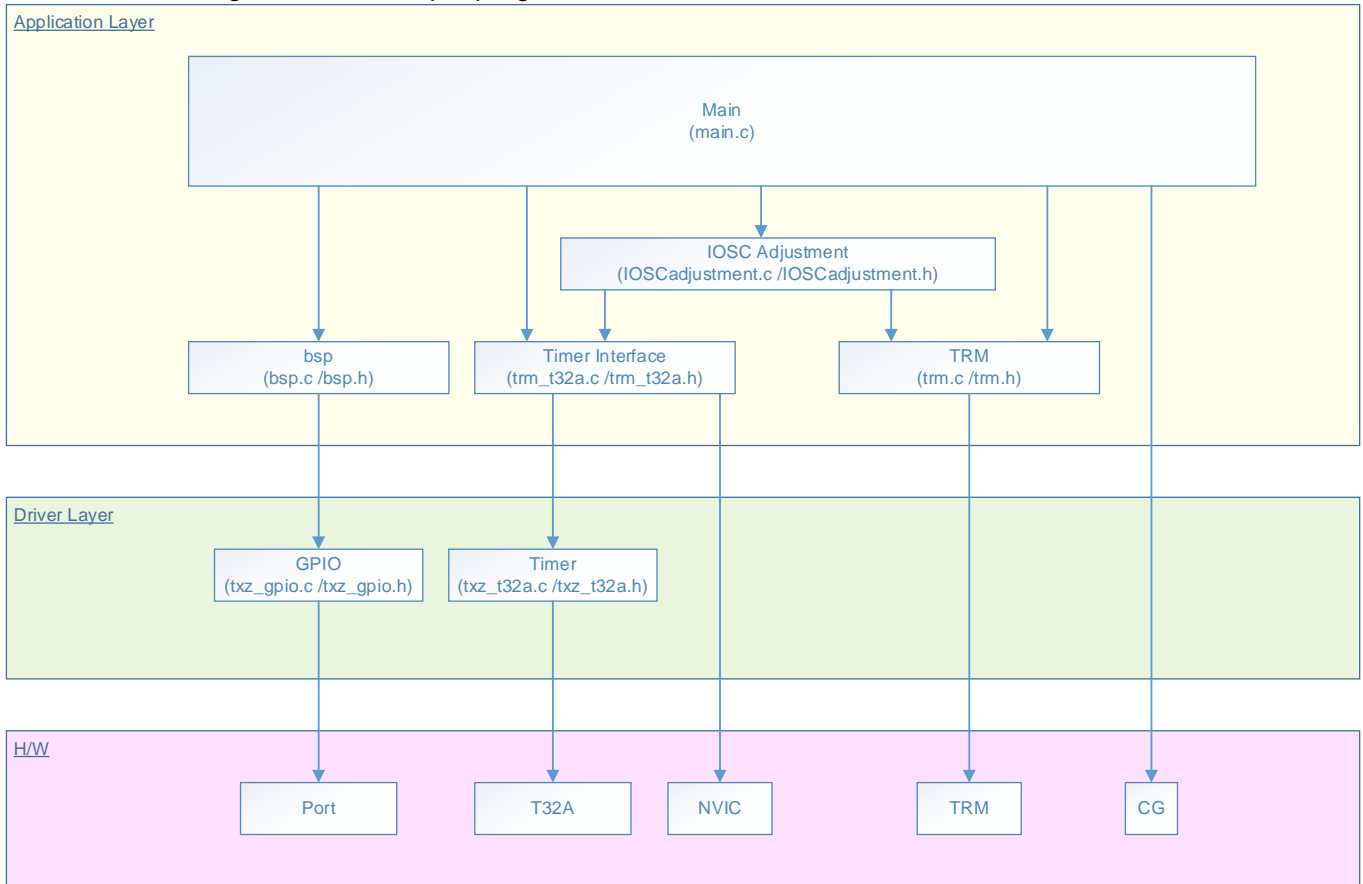 Application Layer
Main
(main.c)
IOSC Adjustment
(IOSCadjustment.c /IOSCadjustment.h)
bsp
(bsp.c /bsp.h)
Timer Interface
(trm_t32a.c /trm_t32a.h)
TRM
(trm.c /trm.h)
Driver Layer
GPIO
(txz_gpio.c /txz_gpio.h)
Timer
(txz_t32a.c /txz_t32a.h)
H/W
Port
T32A
NVIC
TRM
CG